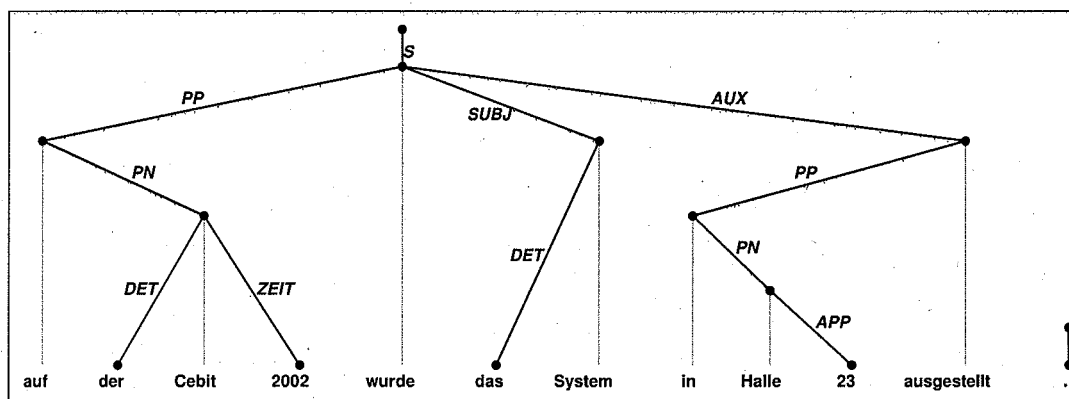 S
PP AUX
SUBJ
PN PP
PN
DET ZEIT DET
APP
auf der Cebit 2002 wurde das System in Halle 23 ausgestellt .